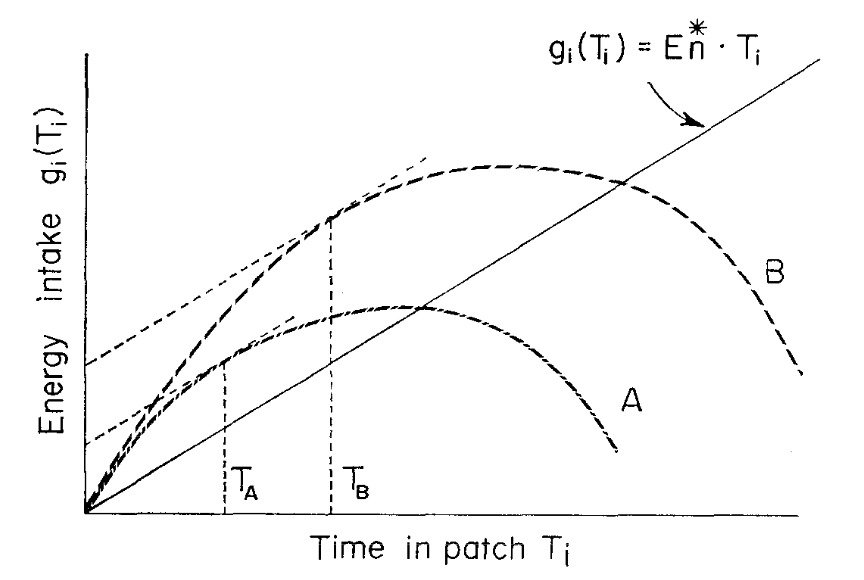 gᵢ(Tᵢ) = En* · Tᵢ
Energy intake gᵢ(Tᵢ)
B
A
T_A
T_B
Time in patch Tᵢ